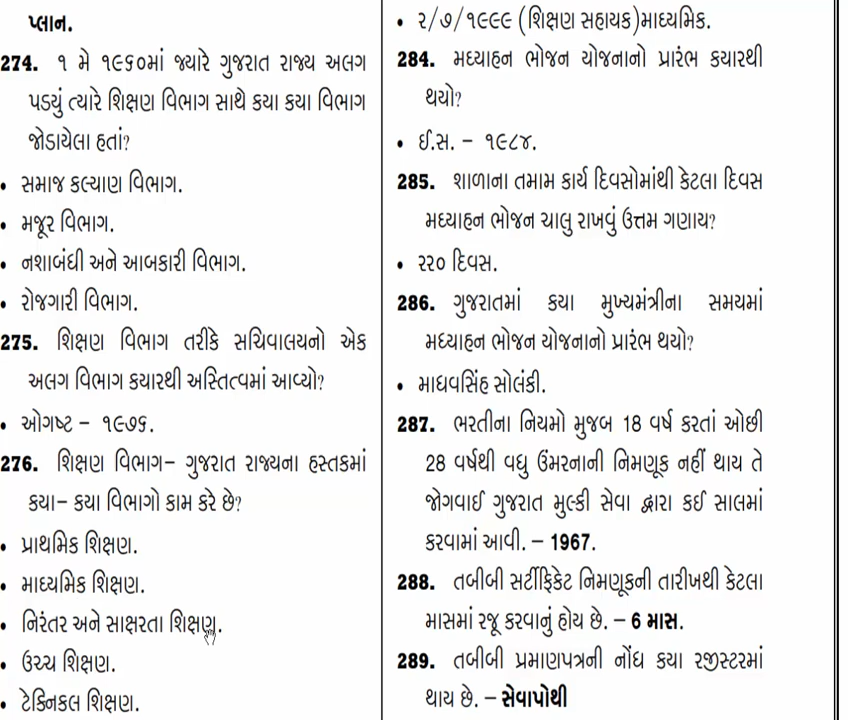 પ્લાન.
274. ૧ મે ૧૯૬૦માં જ્યારે ગુજરાત રાજ્ય અલગ
પડ્યું ત્યારે શિક્ષણ વિભાગ સાથે કયા કયા વિભાગ
જોડાયેલા હતાં?
• સમાજ કલ્યાણ વિભાગ.
• મજૂર વિભાગ.
• નશાબંધી અને આબકારી વિભાગ.
• રોજગારી વિભાગ.
275. શિક્ષણ વિભાગ તરીકે સચિવાલયનો એક
અલગ વિભાગ કયારથી અસ્તિત્વમાં આવ્યો?
• ઓગષ્ટ – ૧૯૭૬.
276. શિક્ષણ વિભાગ– ગુજરાત રાજ્યના હસ્તકમાં
કયા– કયા વિભાગો કામ કરે છે?
• પ્રાથમિક શિક્ષણ.
• માધ્યમિક શિક્ષણ.
• નિરંતર અને સાક્ષરતા શિક્ષણ.
• ઉચ્ચ શિક્ષણ.
• ટેક્નિકલ શિક્ષણ.
• ૨/૭/૧૯૯૯ (શિક્ષણ સહાયક)માધ્યમિક.
284. મધ્યાહન ભોજન યોજનાનો પ્રારંભ કયારથી
થયો?
• ઈ.સ. – ૧૯૮૪.
285. શાળાના તમામ કાર્ય દિવસોમાંથી કેટલા દિવસ
મધ્યાહન ભોજન ચાલુ રાખવું ઉત્તમ ગણાય?
• ૨૨૦ દિવસ.
286. ગુજરાતમાં કયા મુખ્યમંત્રીના સમયમાં
મધ્યાહન ભોજન યોજનાનો પ્રારંભ થયો?
• માધવસિંહ સોલંકી.
287. ભરતીના નિયમો મુજબ 18 વર્ષ કરતાં ઓછી
28 વર્ષથી વધુ ઉંમરનાની નિમણૂક નહીં થાય તે
જોગવાઈ ગુજરાત મુલ્કી સેવા દ્વારા કઈ સાલમાં
કરવામાં આવી. – 1967.
288. તબીબી સર્ટીફિકેટ નિમણૂકની તારીખથી કેટલા
માસમાં રજૂ કરવાનું હોય છે. – 6 માસ.
289. તબીબી પ્રમાણપત્રની નોંધ કયા રજીસ્ટરમાં
થાય છે. – સેવાપોથી